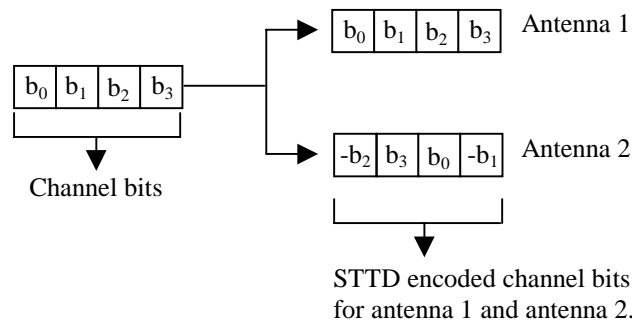 b0 b1 b2 b3 Antenna 1
b0 b1 b2 b3
-b2 b3 b0 -b1 Antenna 2
Channel bits
STTD encoded channel bits
for antenna 1 and antenna 2.